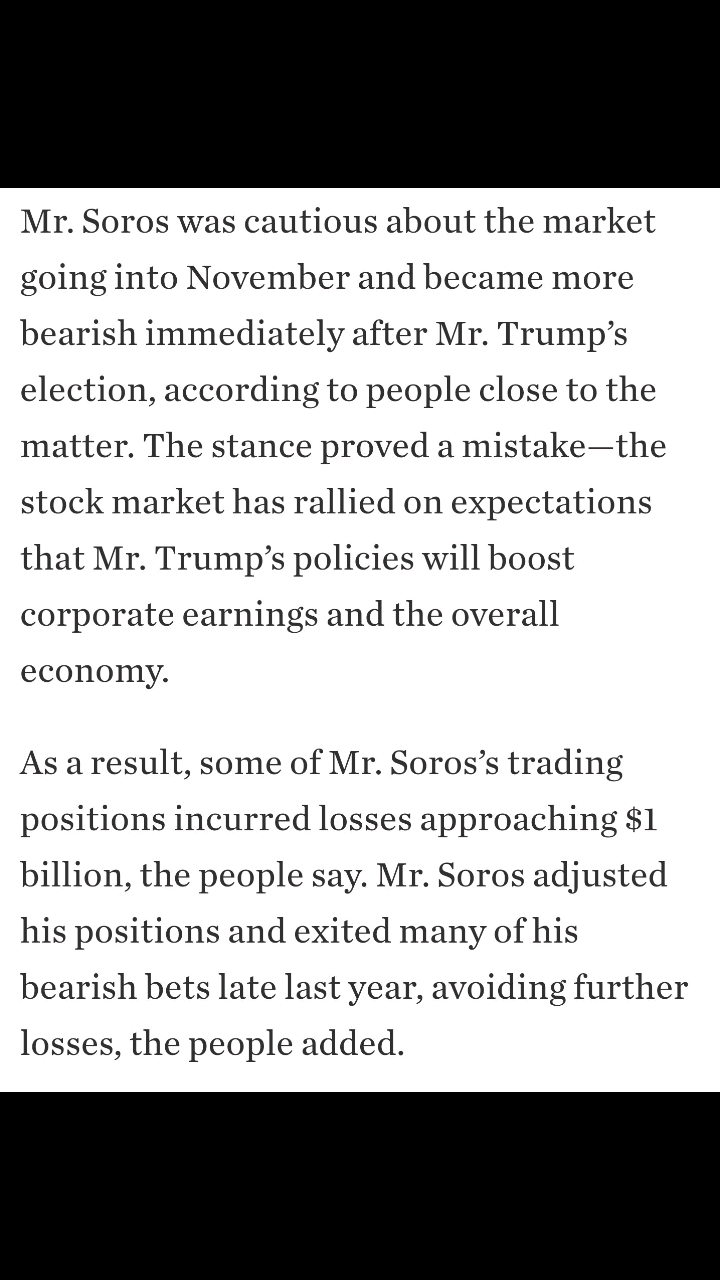 Mr. Soros was cautious about the market
going into November and became more
bearish immediately after Mr. Trump’s
election, according to people close to the
matter. The stance proved a mistake—the
stock market has rallied on expectations
that Mr. Trump’s policies will boost
corporate earnings and the overall
economy.
As a result, some of Mr. Soros’s trading
positions incurred losses approaching $1
billion, the people say. Mr. Soros adjusted
his positions and exited many of his
bearish bets late last year, avoiding further
losses, the people added.